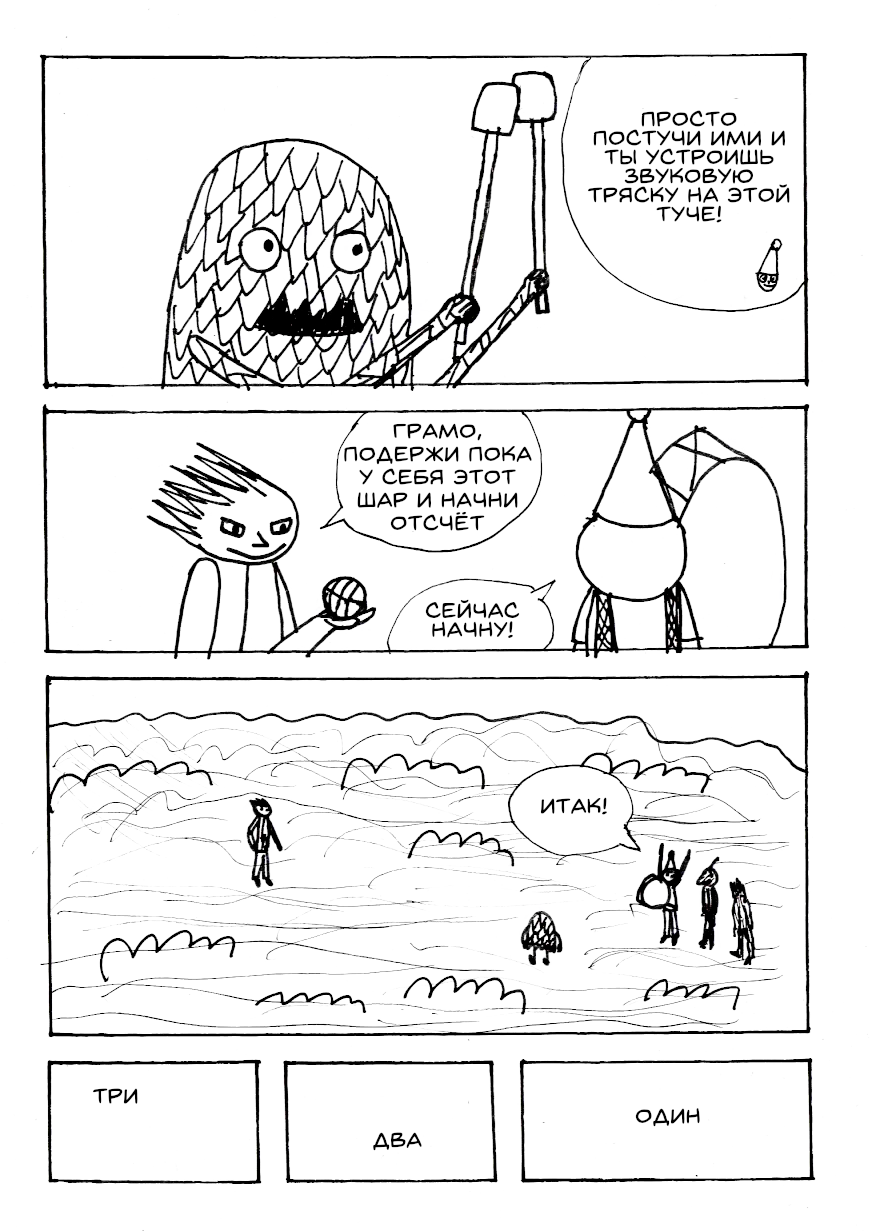 ПРОСТО
ПОСТУЧИ ИМИ И
ТЫ УСТРОИШЬ
ЗВУКОВУЮ
ТРЯСКУ НА ЭТОЙ
ТУЧЕ!
ГРАМО,
ПОДЕРЖИ ПОКА
У СЕБЯ ЭТОТ
ШАР И НАЧНИ
ОТСЧЁТ
СЕЙЧАС
НАЧНУ!
ИТАК!
ТРИ
ДВА
ОДИН